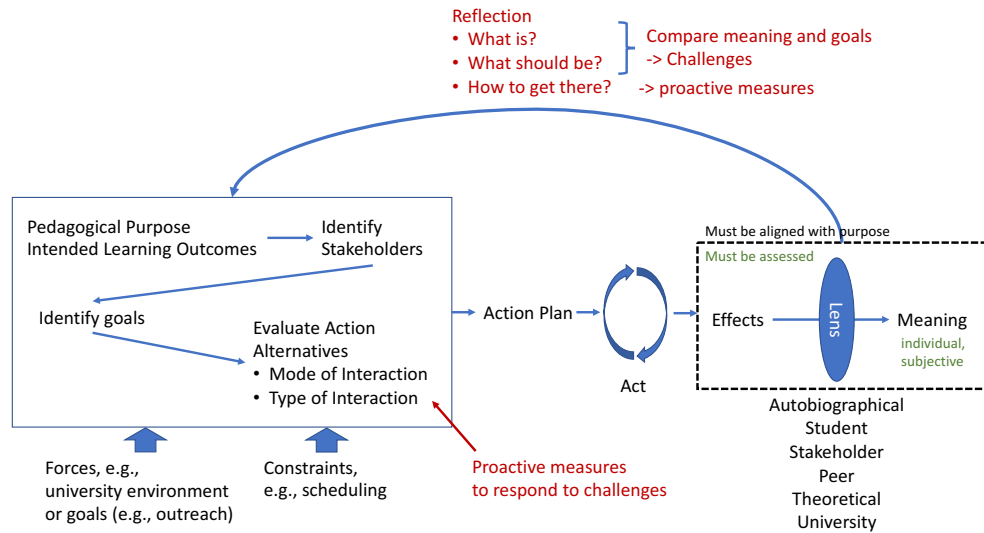 Reflection
• What is?
• What should be?
• How to get there?
Compare meaning and goals
-> Challenges
-> proactive measures
Pedagogical Purpose
Intended Learning Outcomes
Identify
Stakeholders
Identify goals
Evaluate Action
Alternatives
• Mode of Interaction
• Type of Interaction
Action Plan
Act
Must be aligned with purpose
Must be assessed
Effects
Lens
Meaning
individual,
subjective
Autobiographical
Student
Stakeholder
Peer
Theoretical
University
Forces, e.g.,
university environment
or goals (e.g., outreach)
Constraints,
e.g., scheduling
Proactive measures
to respond to challenges